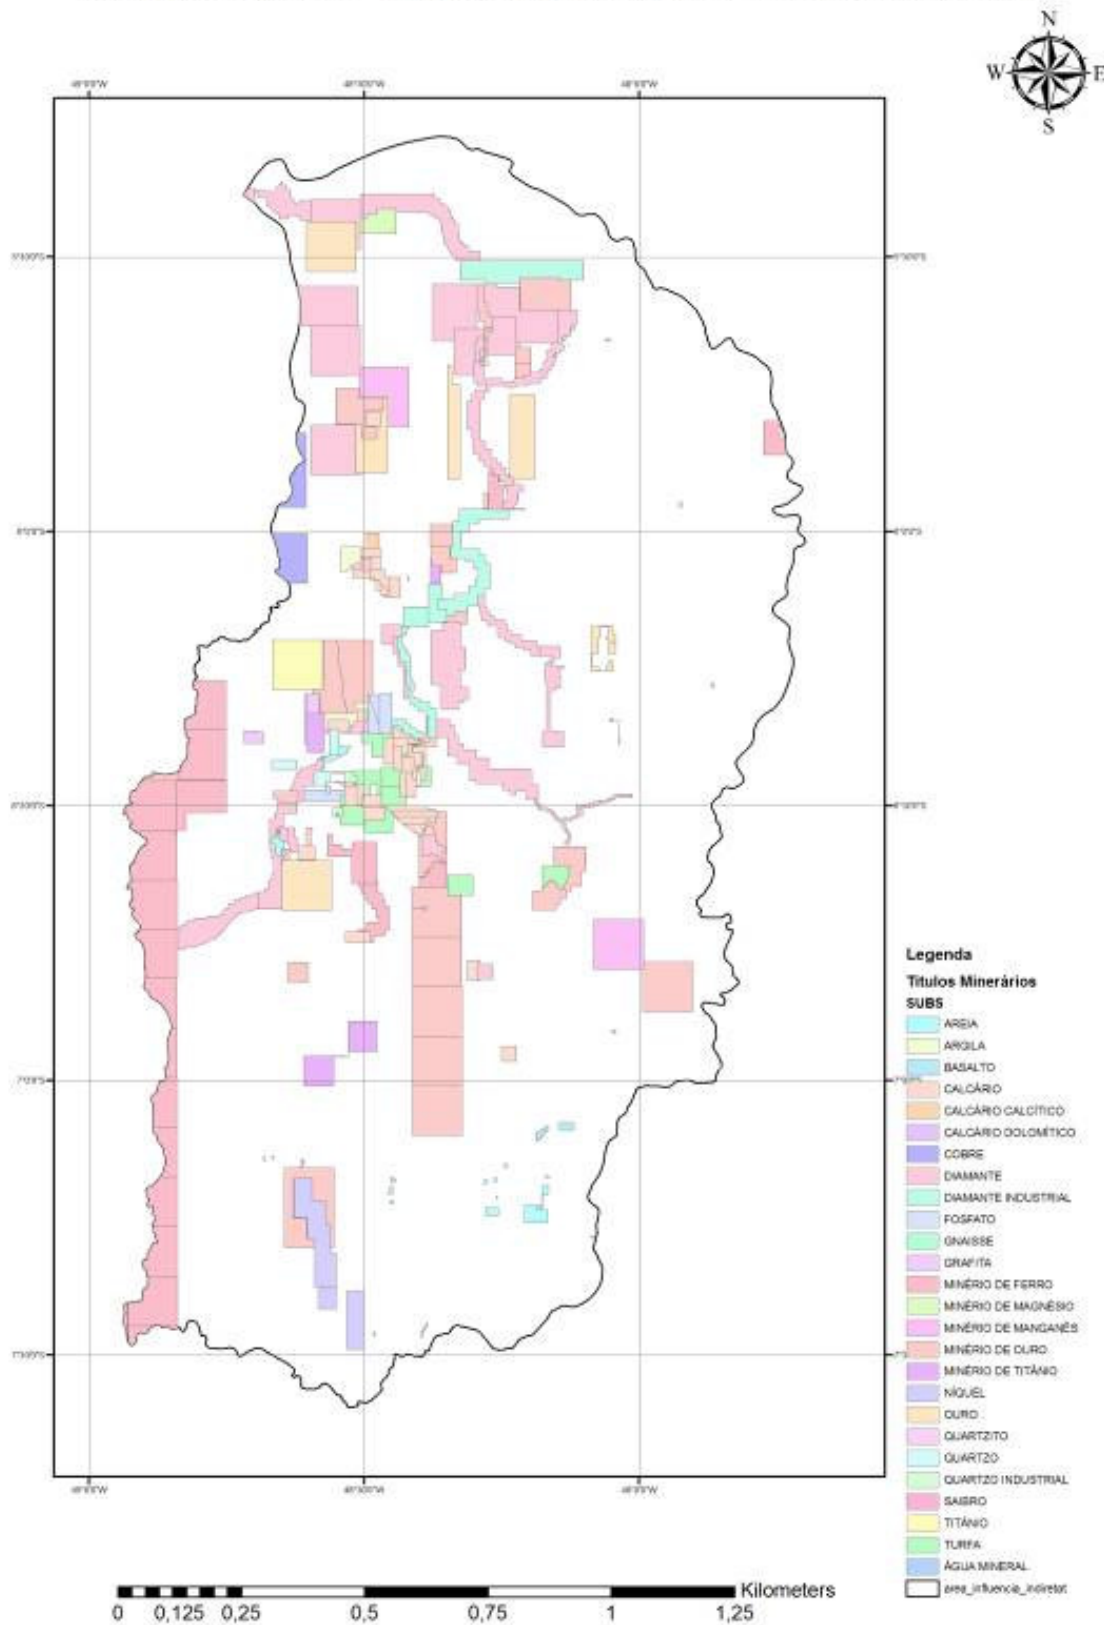 N
W E
S
Legenda
Títulos Minerários
SUBS
AREIA
ARGILA
BASALTO
CALCÁRIO
CALCÁRIO CALCÍTICO
CALCÁRIO DOLOMÍTICO
COBRE
DIAMANTE
DIAMANTE INDUSTRIAL
FOSFATO
GNAISSE
GRAFITA
MINÉRIO DE FERRO
MINÉRIO DE MAGNÉSIO
MINÉRIO DE MANGANÊS
MINÉRIO DE OURO
MINÉRIO DE TITÂNIO
NÍQUEL
OURO
QUARTZITO
QUARTZO
QUARTZO INDUSTRIAL
SAIBRO
TITÂNIO
TURFA
ÁGUA MINERAL
area_influencia_indiretat
Kilometers
0 0,125 0,25 0,5 0,75 1 1,25